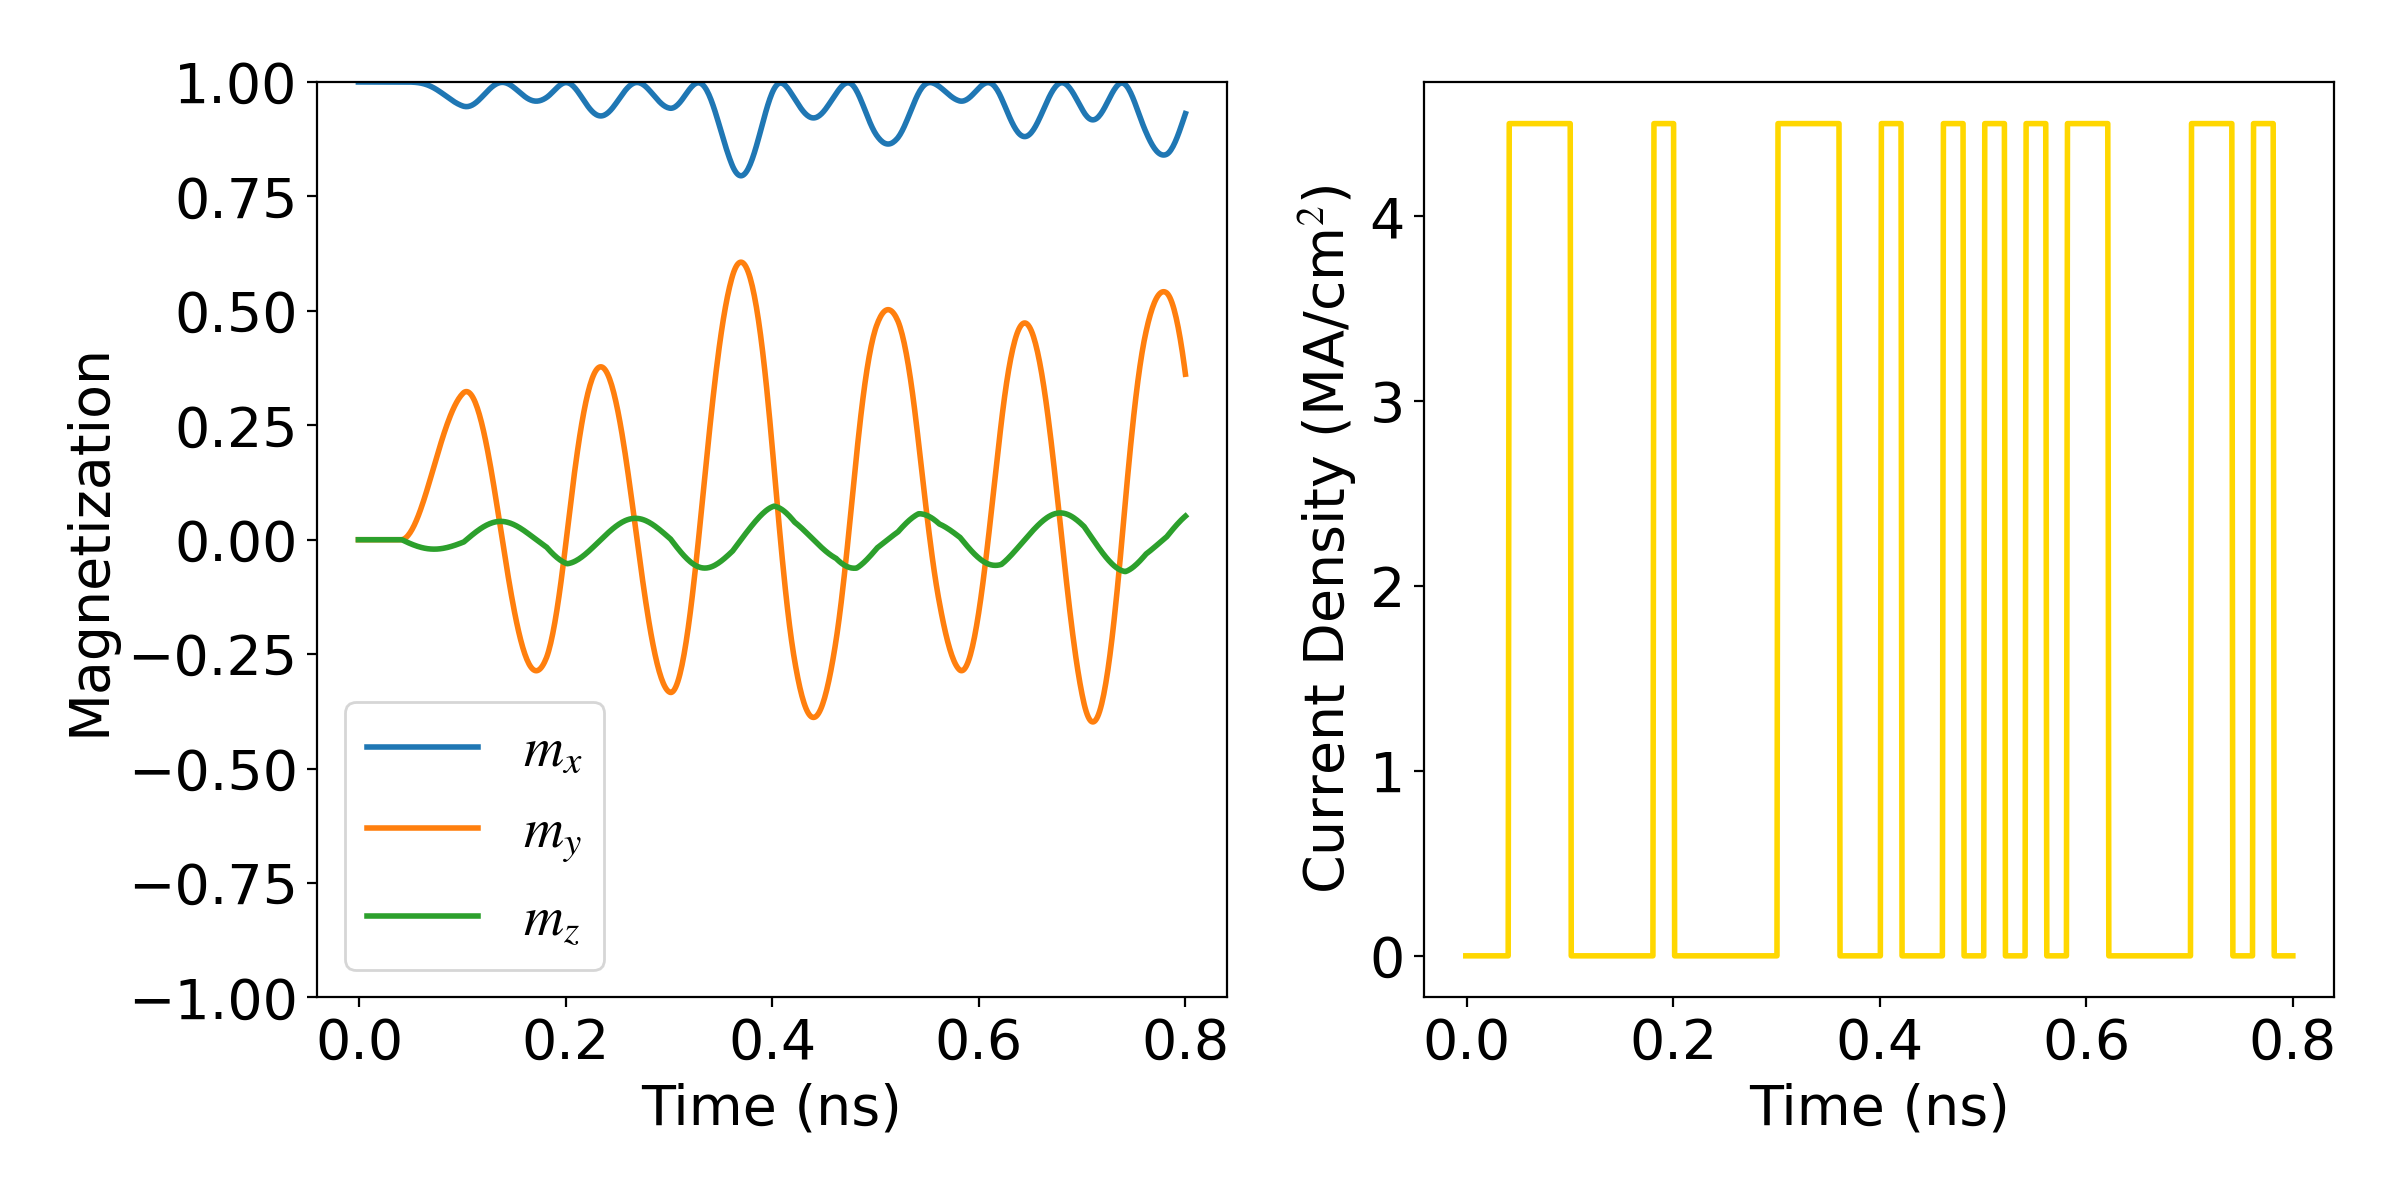 1.00
0.75
0.50
0.25
0.00
−0.25
−0.50
−0.75
−1.00
Magnetization
m_x
m_y
m_z
0.0 0.2 0.4 0.6 0.8
Time (ns)
4
3
2
1
0
Current Density (MA/cm²)
0.0 0.2 0.4 0.6 0.8
Time (ns)